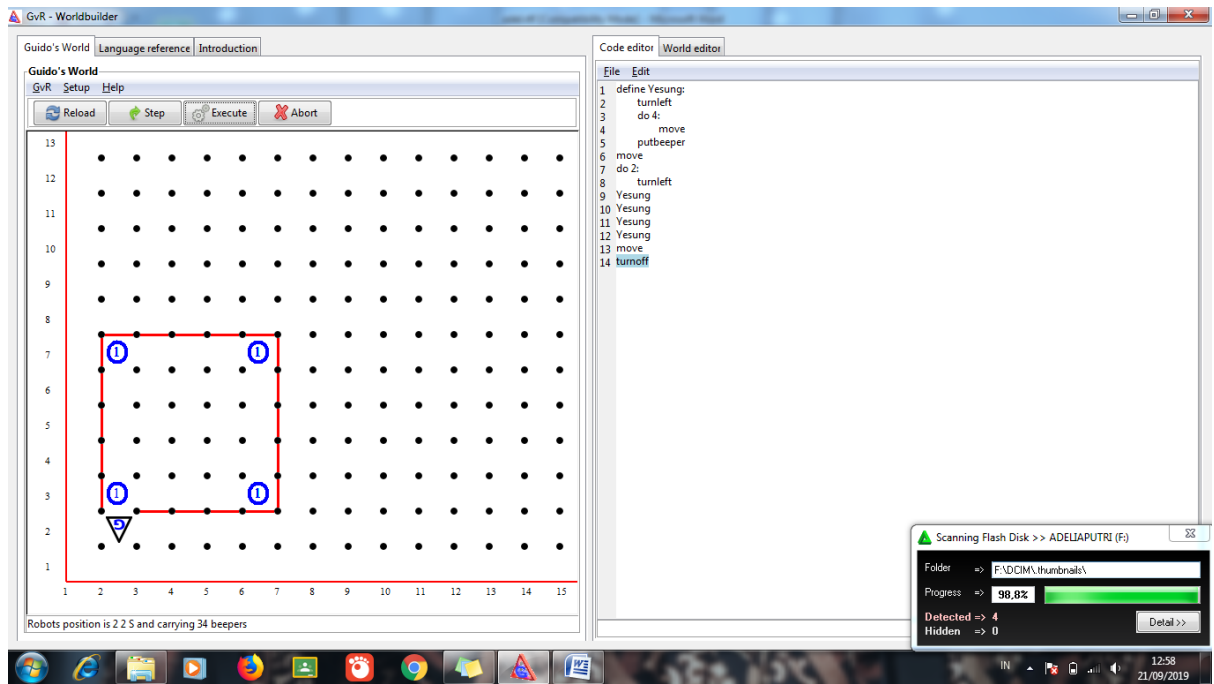 GvR - Worldbuilder
Guido's World Language reference Introduction
Guido's World
GvR Setup Help
Reload Step Execute Abort
13
12
11
10
9
8
7
6
5
4
3
2
1
1 1
1 1
G
1 2 3 4 5 6 7 8 9 10 11 12 13 14 15
Robots position is 2 2 S and carrying 34 beepers
Code editor World editor
File Edit
1 define Yesung:
2 turnleft
3 do 4:
4 move
5 putbeeper
6 move
7 do 2:
8 turnleft
9 Yesung
10 Yesung
11 Yesung
12 Yesung
13 move
14 turnoff
Scanning Flash Disk >> ADELIAPUTRI (F:)
Folder => F:\DCIM\.thumbnails\
Progress => 98,8%
Detected => 4
Hidden => 0
Detail >>
IN
12:58
21/09/2019